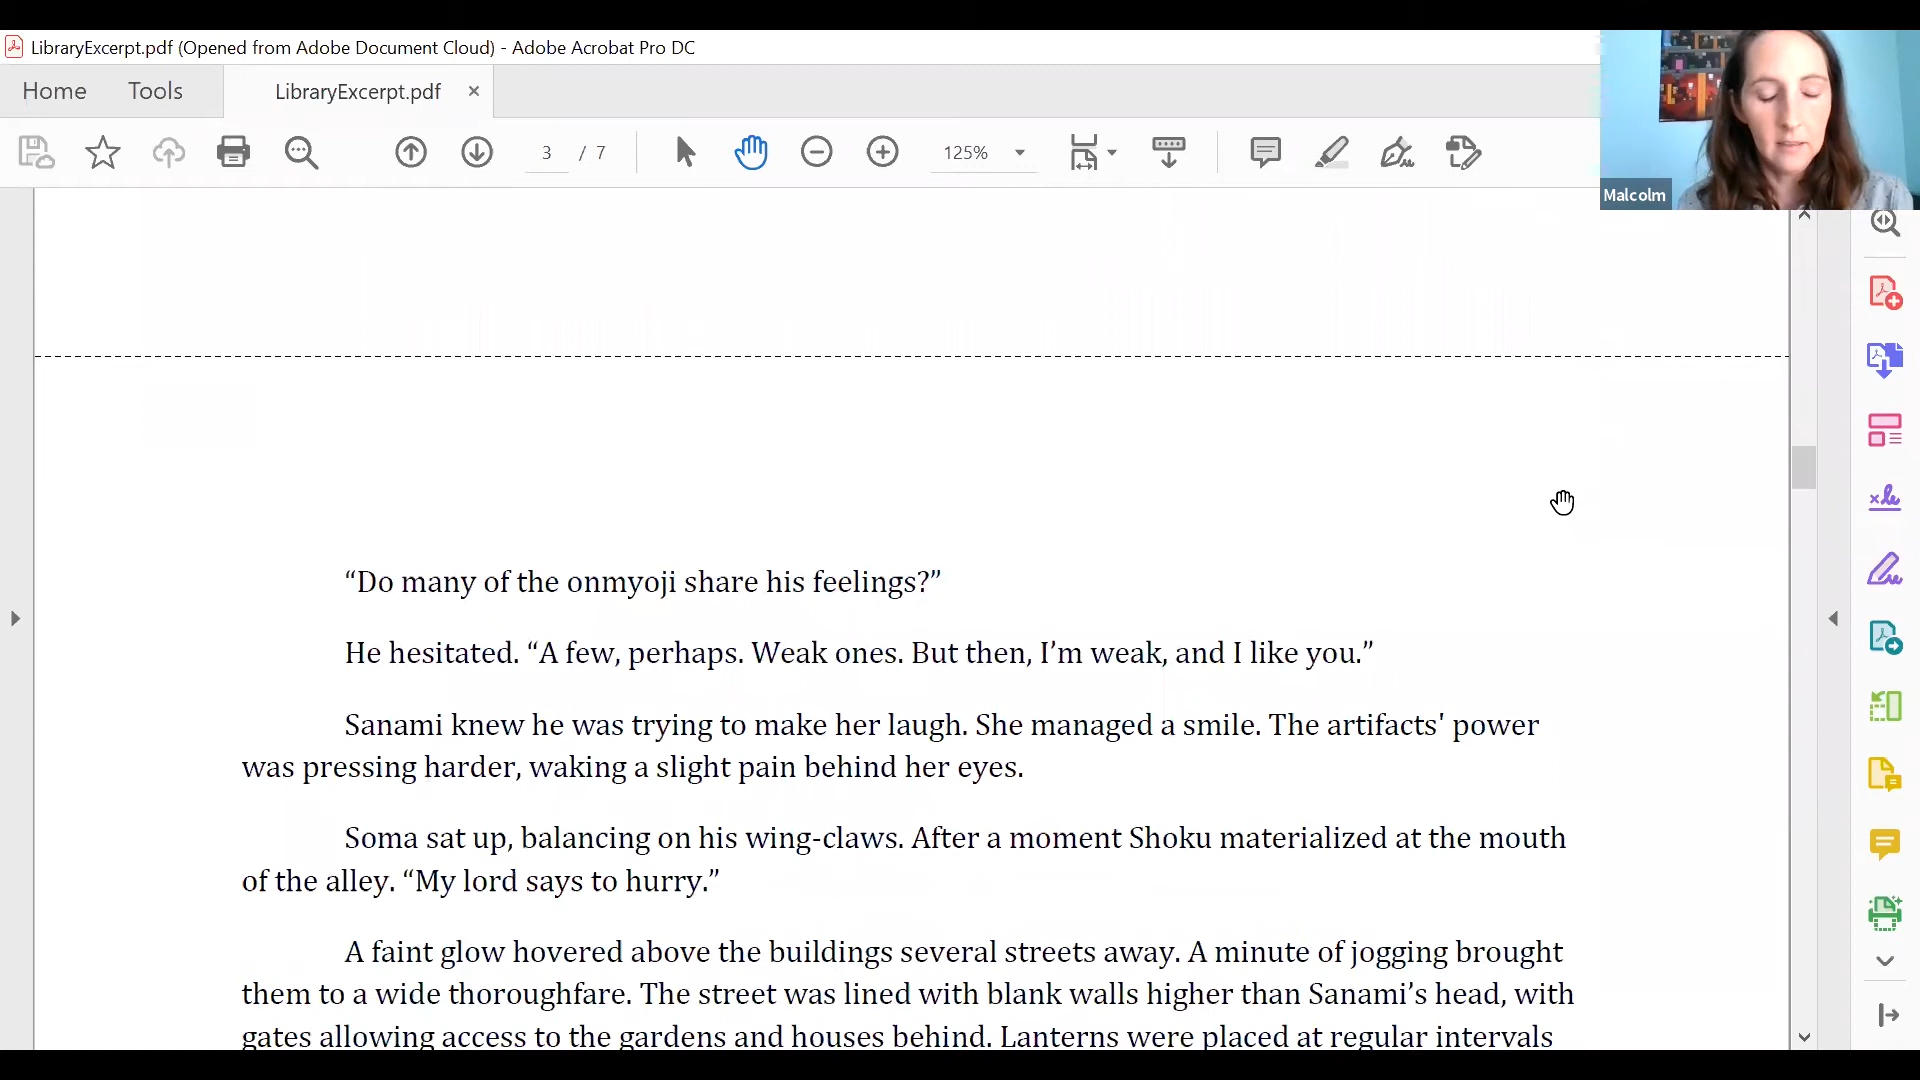 LibraryExcerpt.pdf (Opened from Adobe Document Cloud) - Adobe Acrobat Pro DC
Home Tools LibraryExcerpt.pdf ×
3 / 7 125%
Malcolm
“Do many of the onmyoji share his feelings?”
He hesitated. “A few, perhaps. Weak ones. But then, I’m weak, and I like you.”
Sanami knew he was trying to make her laugh. She managed a smile. The artifacts' power
was pressing harder, waking a slight pain behind her eyes.
Soma sat up, balancing on his wing-claws. After a moment Shoku materialized at the mouth
of the alley. “My lord says to hurry.”
A faint glow hovered above the buildings several streets away. A minute of jogging brought
them to a wide thoroughfare. The street was lined with blank walls higher than Sanami’s head, with
gates allowing access to the gardens and houses behind. Lanterns were placed at regular intervals